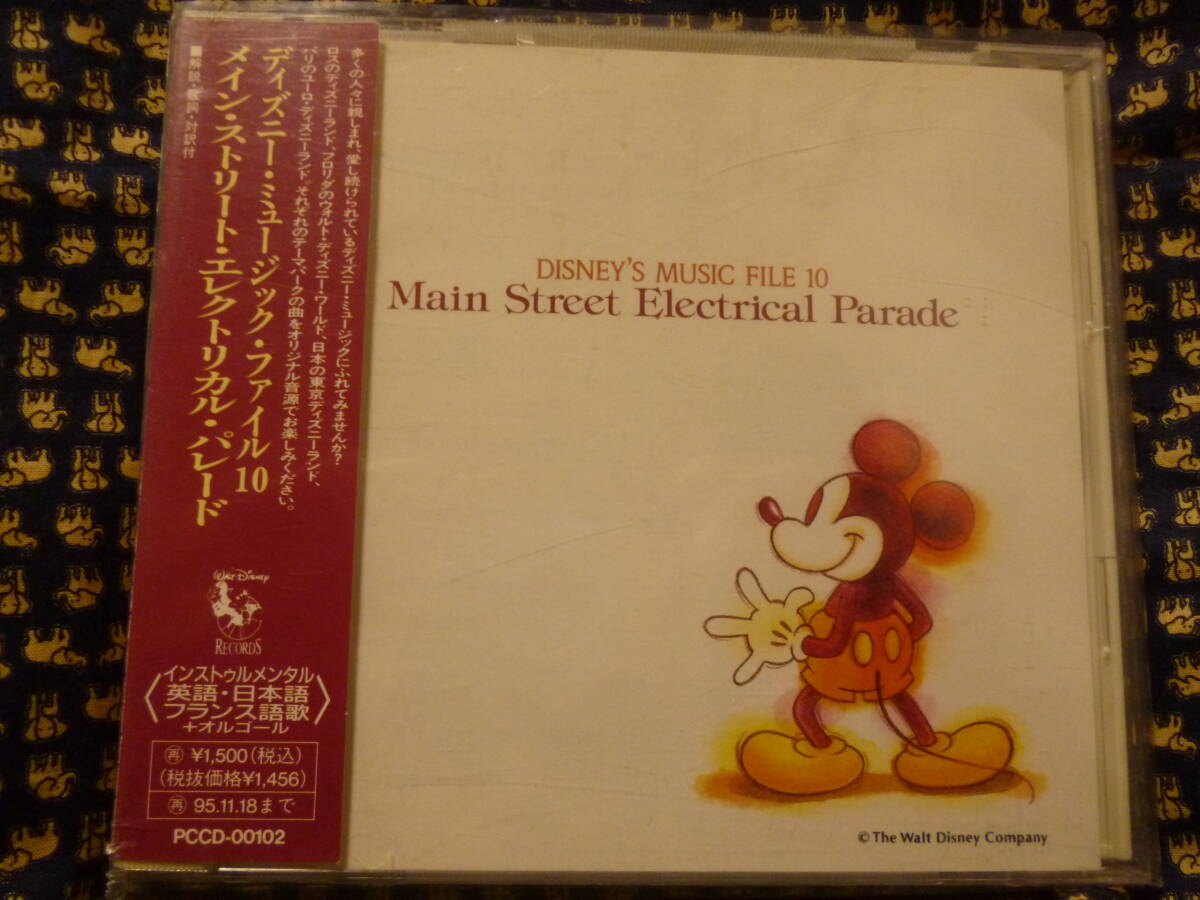 多くの人々に親しまれ、愛し続けられているディズニー・ミュージックにふれてみませんか?
ロスのディズニーランド、フロリダのウォルト・ディズニー・ワールド、日本の東京ディズニーランド、
パリのユーロ・ディズニーランド。それぞれのテーマパークの曲をオリジナル音源でお楽しみください。
ディズニー・ミュージック・ファイル10
メイン・ストリート・エレクトリカル・パレード
■解説・歌詞・対訳付
WALT DISNEY
RECORDS
インストゥルメンタル
英語・日本語
フランス語歌
+オルゴール
再 ¥1,500(税込)
(税抜価格¥1,456)
再 95.11.18まで
PCCD-00102
DISNEY'S MUSIC FILE 10
Main Street Electrical Parade
© The Walt Disney Company